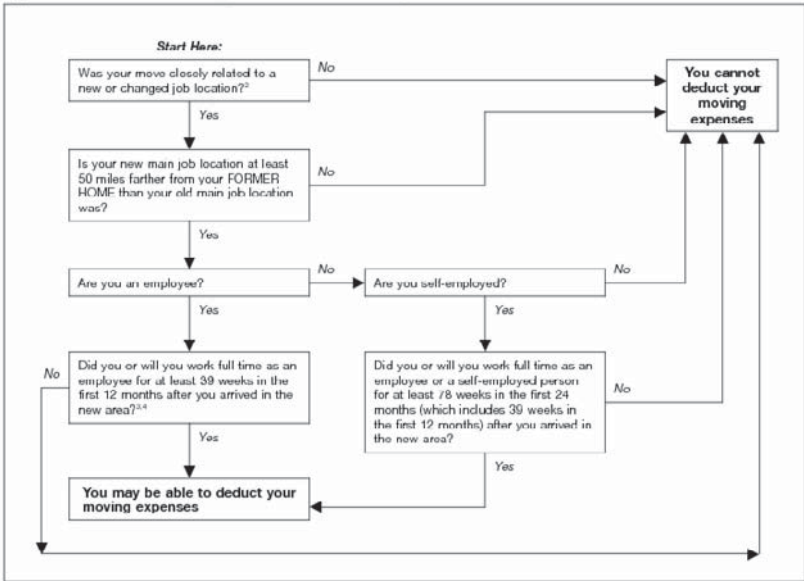 Start Here:
Was your move closely related to a
new or changed job location?
No
You cannot
deduct your
moving
expenses
Yes
Is your new main job location at least
50 miles farther from your FORMER
HOME than your old main job location
was?
No
Yes
Are you an employee?
No
Are you self-employed?
No
Yes
Yes
No
Did you or will you work full time as an
employee for at least 39 weeks in the
first 12 months after you arrived in the
new area?3,4
Did you or will you work full time as an
employee or a self-employed person
for at least 78 weeks in the first 24
months (which includes 39 weeks in
the first 12 months) after you arrived in
the new area?
No
Yes
Yes
You may be able to deduct your
moving expenses